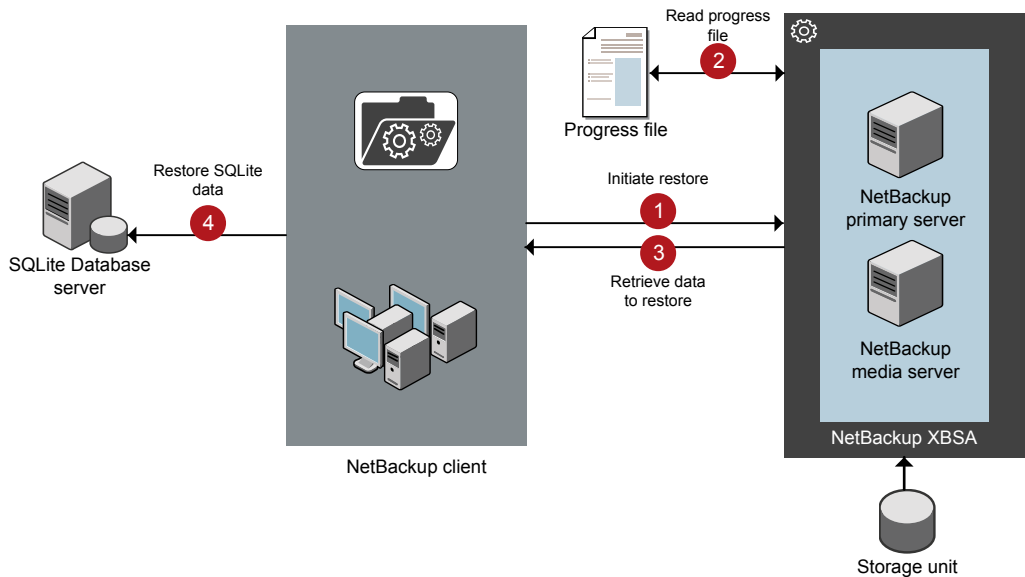 Read progress
file
2
Progress file
Restore SQLite
data
4
SQLite Database
server
Initiate restore
1
3
Retrieve data
to restore
NetBackup
primary server
NetBackup
media server
NetBackup XBSA
NetBackup client
Storage unit